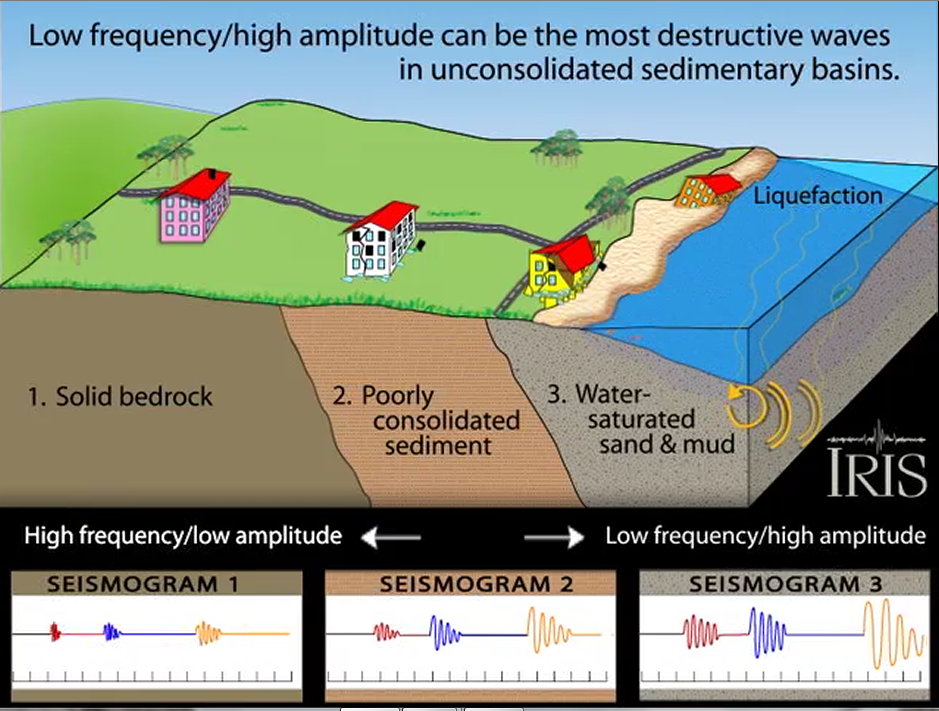 Low frequency/high amplitude can be the most destructive waves
in unconsolidated sedimentary basins.
Liquefaction
1. Solid bedrock
2. Poorly
consolidated
sediment
3. Water-
saturated
sand & mud
IRIS
High frequency/low amplitude
Low frequency/high amplitude
SEISMOGRAM 1
SEISMOGRAM 2
SEISMOGRAM 3